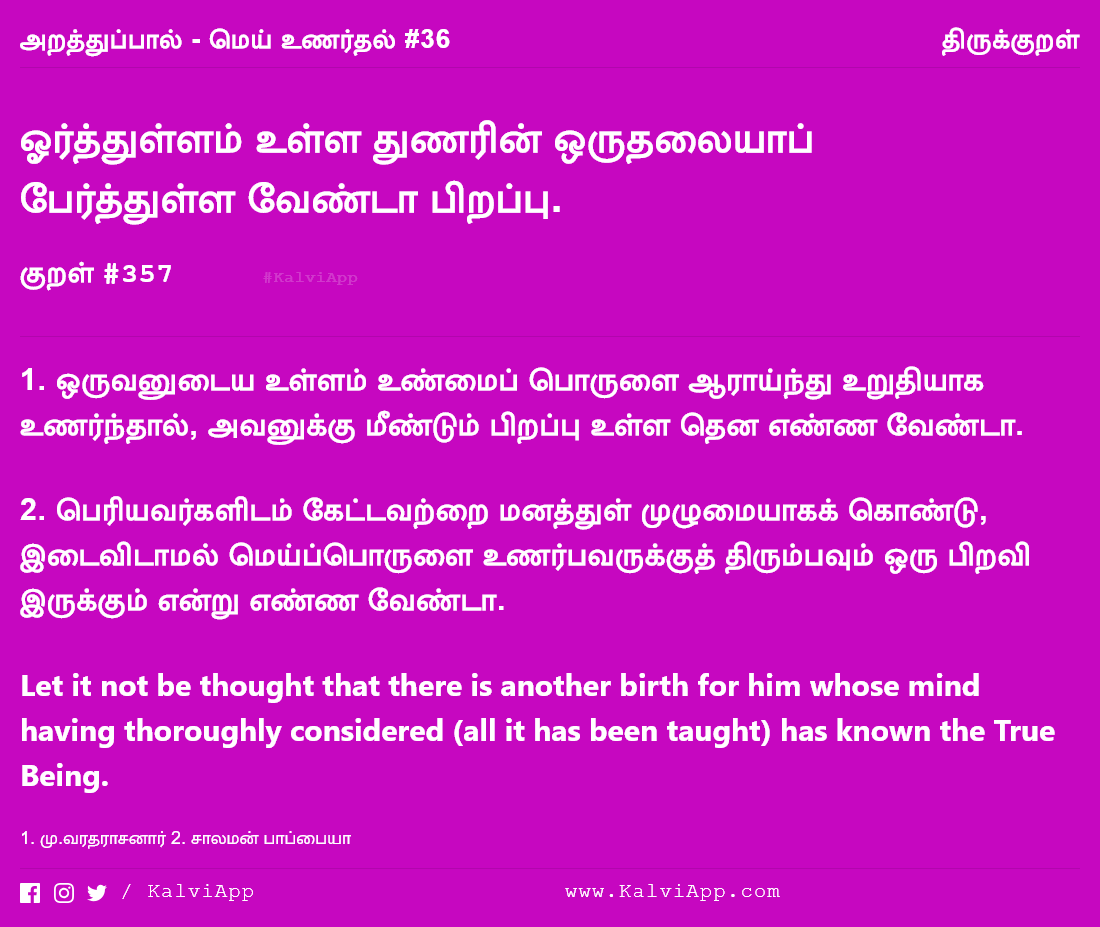 அறத்துப்பால் - மெய் உணர்தல் #36
திருக்குறள்
ஓர்த்துள்ளம் உள்ள துணரின் ஒருதலையாப்
பேர்த்துள்ள வேண்டா பிறப்பு.
குறள் #357
#KalviApp
1. ஒருவனுடைய உள்ளம் உண்மைப் பொருளை ஆராய்ந்து உறுதியாக
உணர்ந்தால், அவனுக்கு மீண்டும் பிறப்பு உள்ள தென எண்ண வேண்டா.
2. பெரியவர்களிடம் கேட்டவற்றை மனத்துள் முழுமையாகக் கொண்டு,
இடைவிடாமல் மெய்ப்பொருளை உணர்பவருக்குத் திரும்பவும் ஒரு பிறவி
இருக்கும் என்று எண்ண வேண்டா.
Let it not be thought that there is another birth for him whose mind
having thoroughly considered (all it has been taught) has known the True
Being.
1. மு.வரதராசனார் 2. சாலமன் பாப்பையா
/ KalviApp
www.KalviApp.com